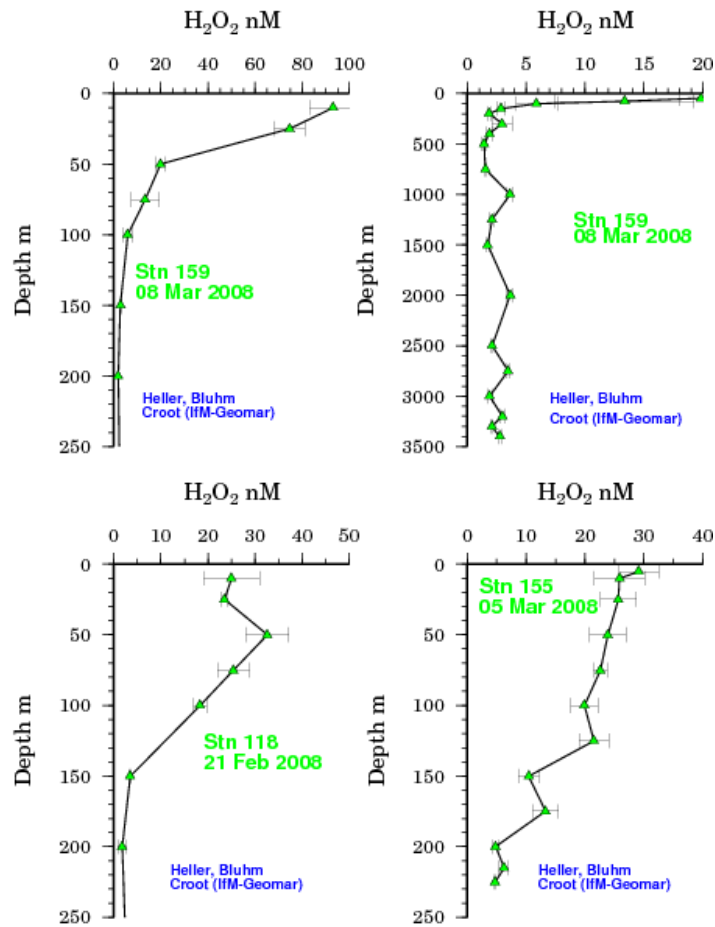 H₂O₂ nM
0 20 40 60 80 100
0
50
100
150
200
250
Depth m
Stn 159
08 Mar 2008
Heller, Bluhm
Croot (IfM-Geomar)
H₂O₂ nM
0 5 10 15 20
0
500
1000
1500
2000
2500
3000
3500
Depth m
Stn 159
08 Mar 2008
Heller, Bluhm
Croot (IfM-Geomar)
H₂O₂ nM
0 10 20 30 40 50
0
50
100
150
200
250
Depth m
Stn 118
21 Feb 2008
Heller, Bluhm
Croot (IfM-Geomar)
H₂O₂ nM
0 10 20 30 40
0
50
100
150
200
250
Depth m
Stn 155
05 Mar 2008
Heller, Bluhm
Croot (IfM-Geomar)